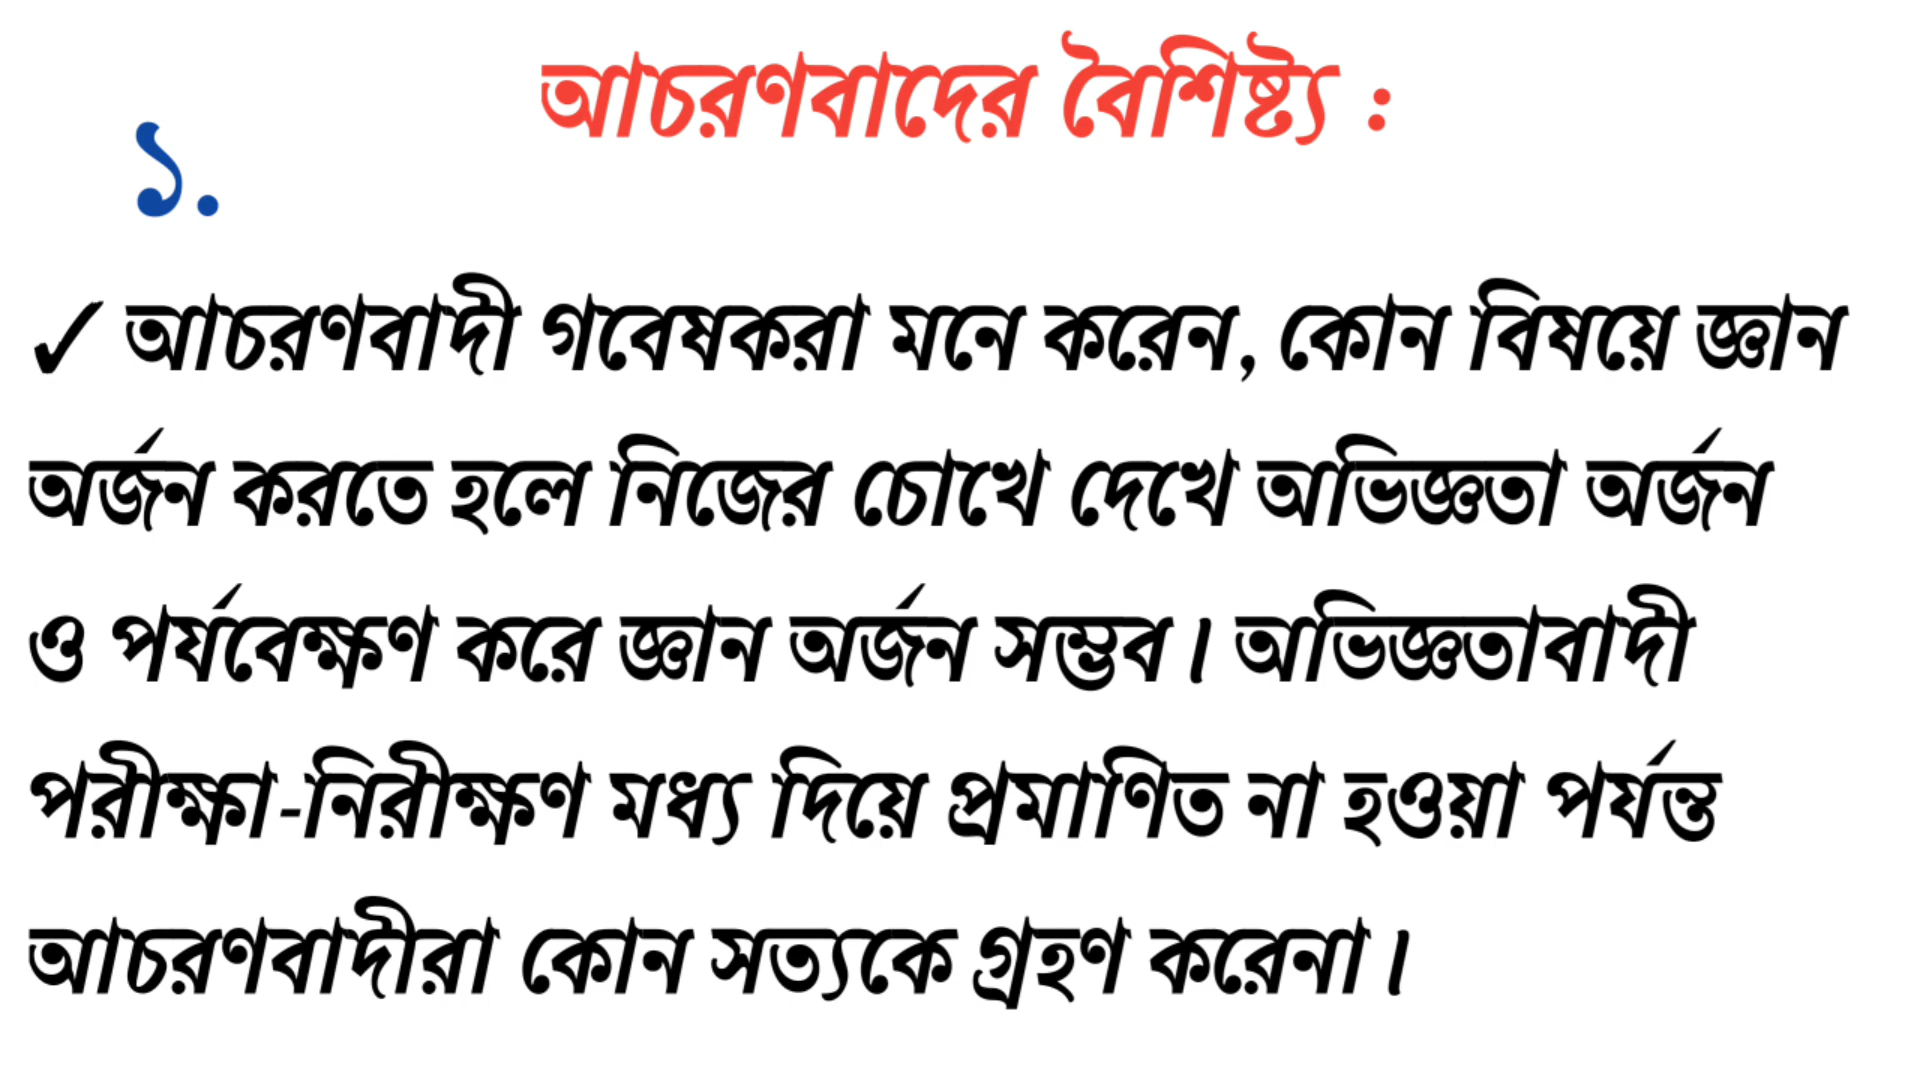 আচরণবাদের বৈশিষ্ট্য :
১.
✓ আচরণবাদী গবেষকরা মনে করেন, কোন বিষয়ে জ্ঞান
অর্জন করতে হলে নিজের চোখে দেখে অভিজ্ঞতা অর্জন
ও পর্যবেক্ষণ করে জ্ঞান অর্জন সম্ভব। অভিজ্ঞতাবাদী
পরীক্ষা-নিরীক্ষণ মধ্য দিয়ে প্রমাণিত না হওয়া পর্যন্ত
আচরণবাদীরা কোন সত্যকে গ্রহণ করেনা।